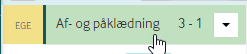 EGE Af- og påklædning 3 - 1